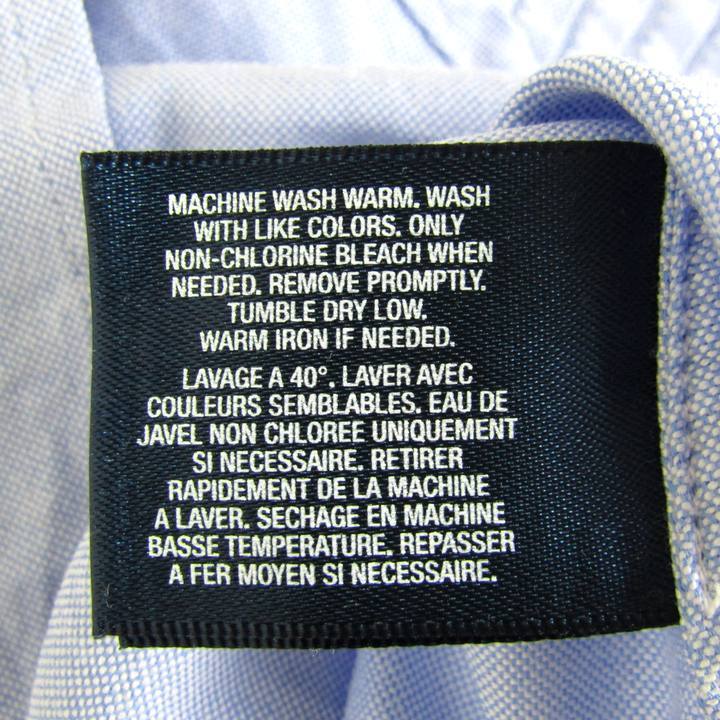 MACHINE WASH WARM. WASH
WITH LIKE COLORS. ONLY
NON-CHLORINE BLEACH WHEN
NEEDED. REMOVE PROMPTLY.
TUMBLE DRY LOW.
WARM IRON IF NEEDED.
LAVAGE A 40°. LAVER AVEC
COULEURS SEMBLABLES. EAU DE
JAVEL NON CHLOREE UNIQUEMENT
SI NECESSAIRE. RETIRER
RAPIDEMENT DE LA MACHINE
A LAVER. SECHAGE EN MACHINE
BASSE TEMPERATURE. REPASSER
A FER MOYEN SI NECESSAIRE.